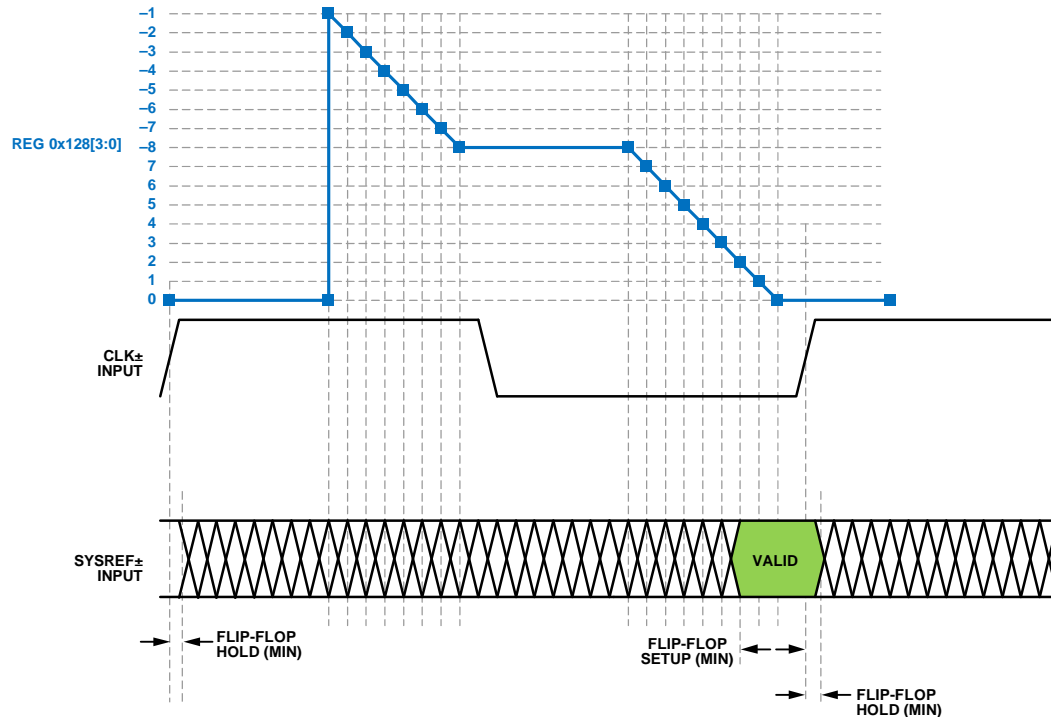 –1
–2
–3
–4
–5
–6
–7
REG 0x128[3:0]
–8
7
6
5
4
3
2
1
0
CLK±
INPUT
SYSREF±
INPUT
VALID
FLIP-FLOP
HOLD (MIN)
FLIP-FLOP
SETUP (MIN)
FLIP-FLOP
HOLD (MIN)